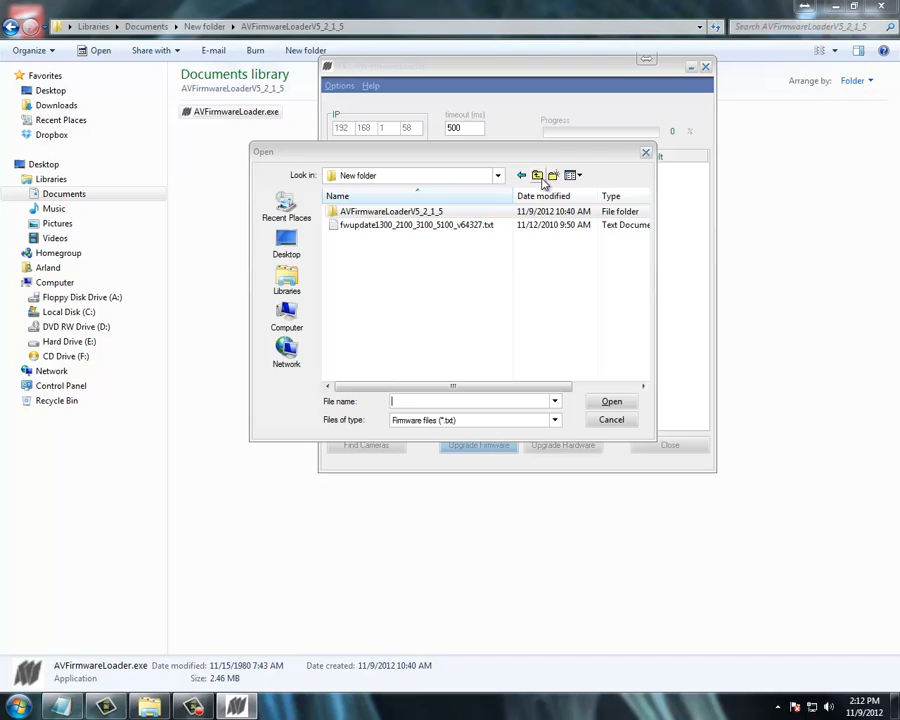 Libraries ▸ Documents ▸ New folder ▸ AVFirmwareLoaderV5_2_1_5
Search AVFirmwareLoaderV5_2_1_5
Organize Open Share with E-mail Burn New folder
Favorites
Desktop
Downloads
Recent Places
Dropbox
Desktop
Libraries
Documents
Music
Pictures
Videos
Homegroup
Arland
Computer
Floppy Disk Drive (A:)
Local Disk (C:)
DVD RW Drive (D:)
Hard Drive (E:)
CD Drive (F:)
Network
Control Panel
Recycle Bin
Documents library
AVFirmwareLoaderV5_2_1_5
Arrange by: Folder
AVFirmwareLoader.exe
Options Help
IP
192 168 1 58
timeout (ms)
500
Progress
0 %
Open
Look in: New folder
Name Date modified Type
AVFirmwareLoaderV5_2_1_5 11/9/2012 10:40 AM File folder
fwupdate1300_2100_3100_5100_v64327.txt 11/12/2010 9:50 AM Text Docume
Recent Places
Desktop
Libraries
Computer
Network
File name:
Open
Files of type: Firmware files (*.txt)
Cancel
Find Cameras Upgrade Firmware Upgrade Hardware Close
AVFirmwareLoader.exe Date modified: 11/15/1980 7:43 AM Date created: 11/9/2012 10:40 AM
Application Size: 2.46 MB
2:12 PM
11/9/2012